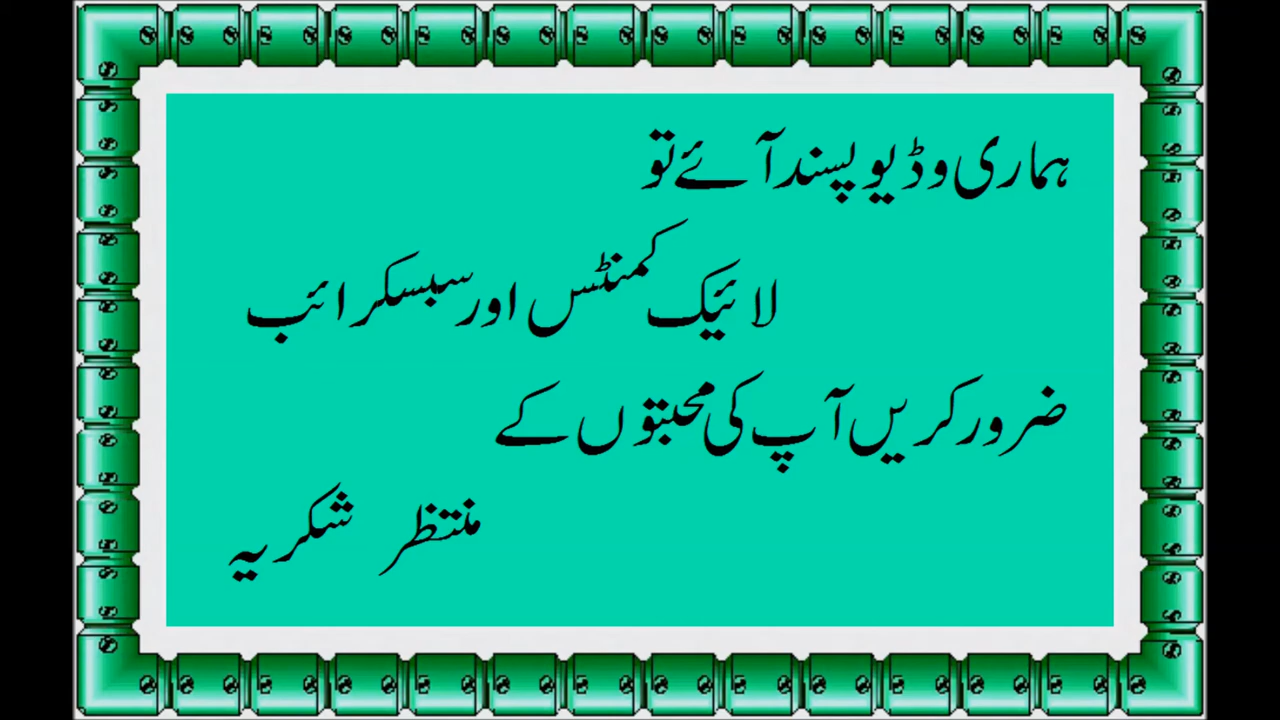 ہماری وڈیو پسند آئے تو
لائیک کمنٹس اور سبسکرائب
ضرور کریں آپ کی محبتوں کے
منتظر شکریہ